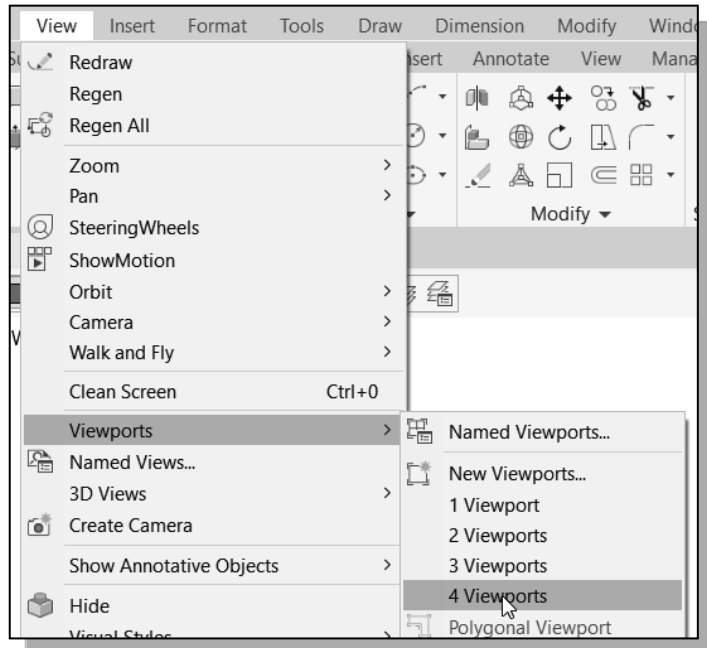 View Insert Format Tools Draw Dimension Modify
Annotate View
Redraw
Regen
Regen All
Zoom
Pan
Modify
SteeringWheels
ShowMotion
Orbit
Camera
Walk and Fly
Clean Screen Ctrl+0
Viewports
Named Viewports...
Named Views...
New Viewports...
3D Views
1 Viewport
Create Camera
2 Viewports
Show Annotative Objects
3 Viewports
4 Viewports
Hide
Polygonal Viewport
Visual Styles